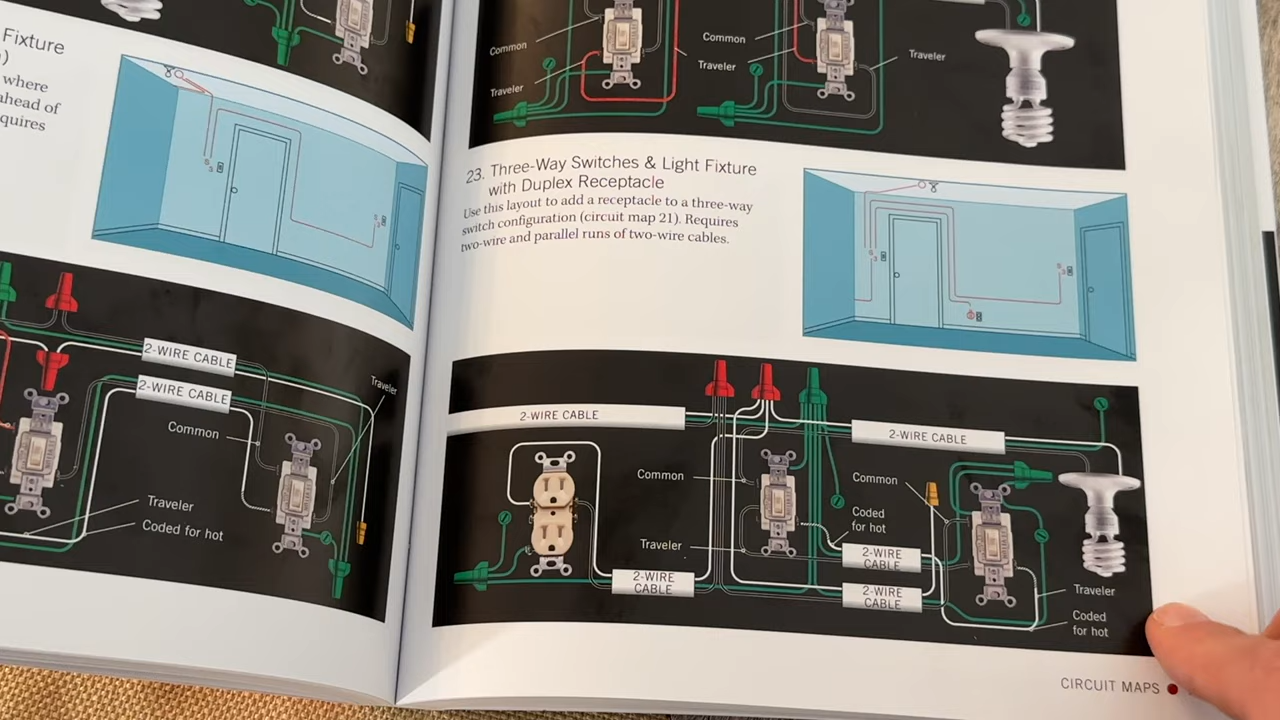 Fixture
)
where
ahead of
quires
2-WIRE CABLE
2-WIRE CABLE
Traveler
Common
Traveler
Coded for hot
Common
Traveler
Common
Traveler
Traveler
23. Three-Way Switches & Light Fixture
with Duplex Receptacle
Use this layout to add a receptacle to a three-way
switch configuration (circuit map 21). Requires
two-wire and parallel runs of two-wire cables.
2-WIRE CABLE
2-WIRE CABLE
Common
Common
Coded
for hot
Traveler
2-WIRE
CABLE
2-WIRE
CABLE
2-WIRE
CABLE
Traveler
Coded
for hot
CIRCUIT MAPS